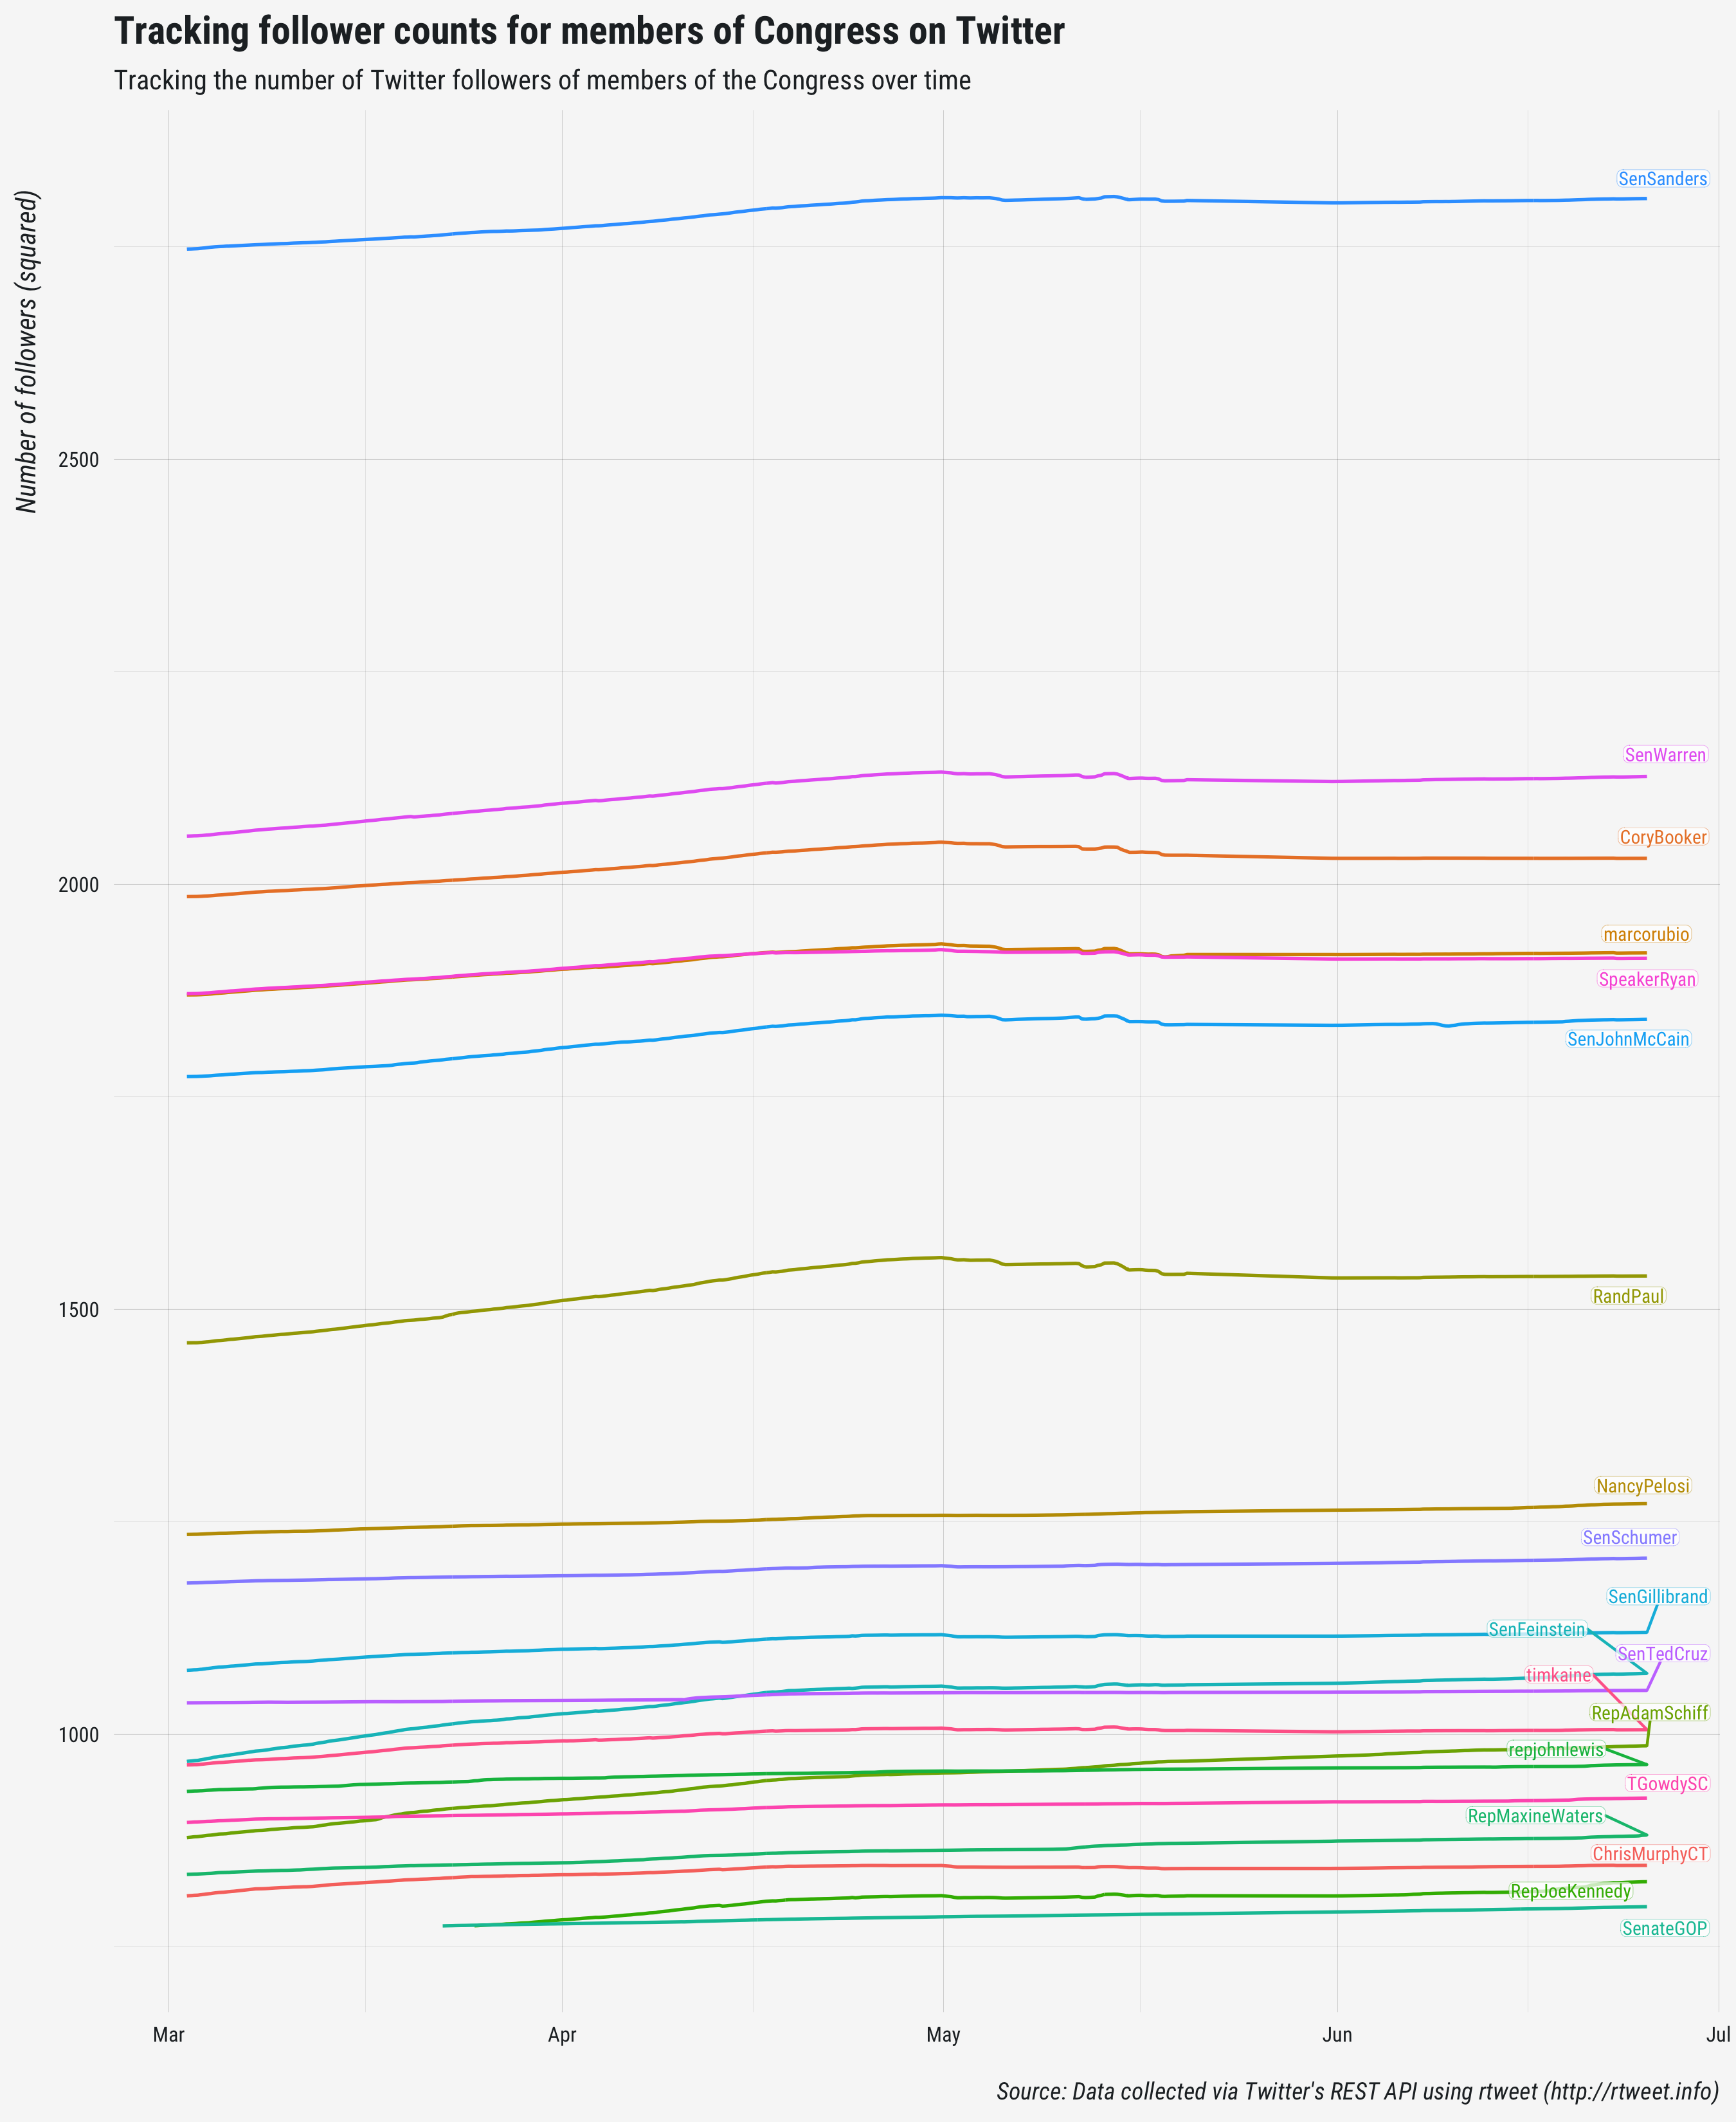 Tracking follower counts for members of Congress on Twitter
Tracking the number of Twitter followers of members of the Congress over time
Number of followers (squared)
2500
2000
1500
1000
SenSanders
SenWarren
CoryBooker
marcorubio
SpeakerRyan
SenJohnMcCain
RandPaul
NancyPelosi
SenSchumer
SenGillibrand
SenFeinstein
SenTedCruz
timkaine
RepAdamSchiff
repjohnlewis
TGowdySC
RepMaxineWaters
ChrisMurphyCT
RepJoeKennedy
SenateGOP
Mar
Apr
May
Jun
Jul
Source: Data collected via Twitter's REST API using rtweet (http://rtweet.info)